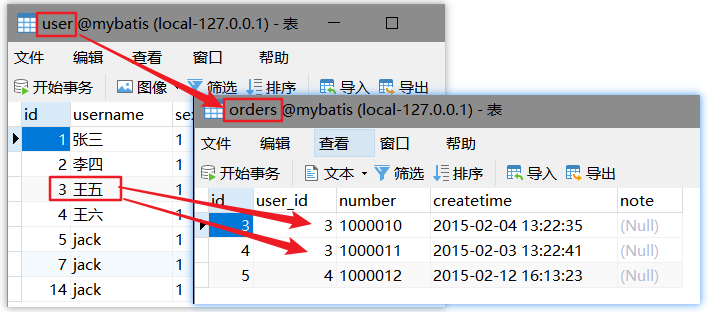 user @mybatis (local-127.0.0.1) - 表
文件 编辑 查看 窗口 帮助
开始事务 图像 筛选 排序 导入 导出
id username sex
1 张三 1
2 李四 1
3 王五 1
4 王六 1
5 jack 1
7 jack 1
14 jack 1
orders @mybatis (local-127.0.0.1) - 表
文件 编辑 查看 窗口 帮助
开始事务 文本 筛选 排序 导入 导出
id user_id number createtime note
3 3 1000010 2015-02-04 13:22:35 (Null)
4 3 1000011 2015-02-03 13:22:41 (Null)
5 4 1000012 2015-02-12 16:13:23 (Null)